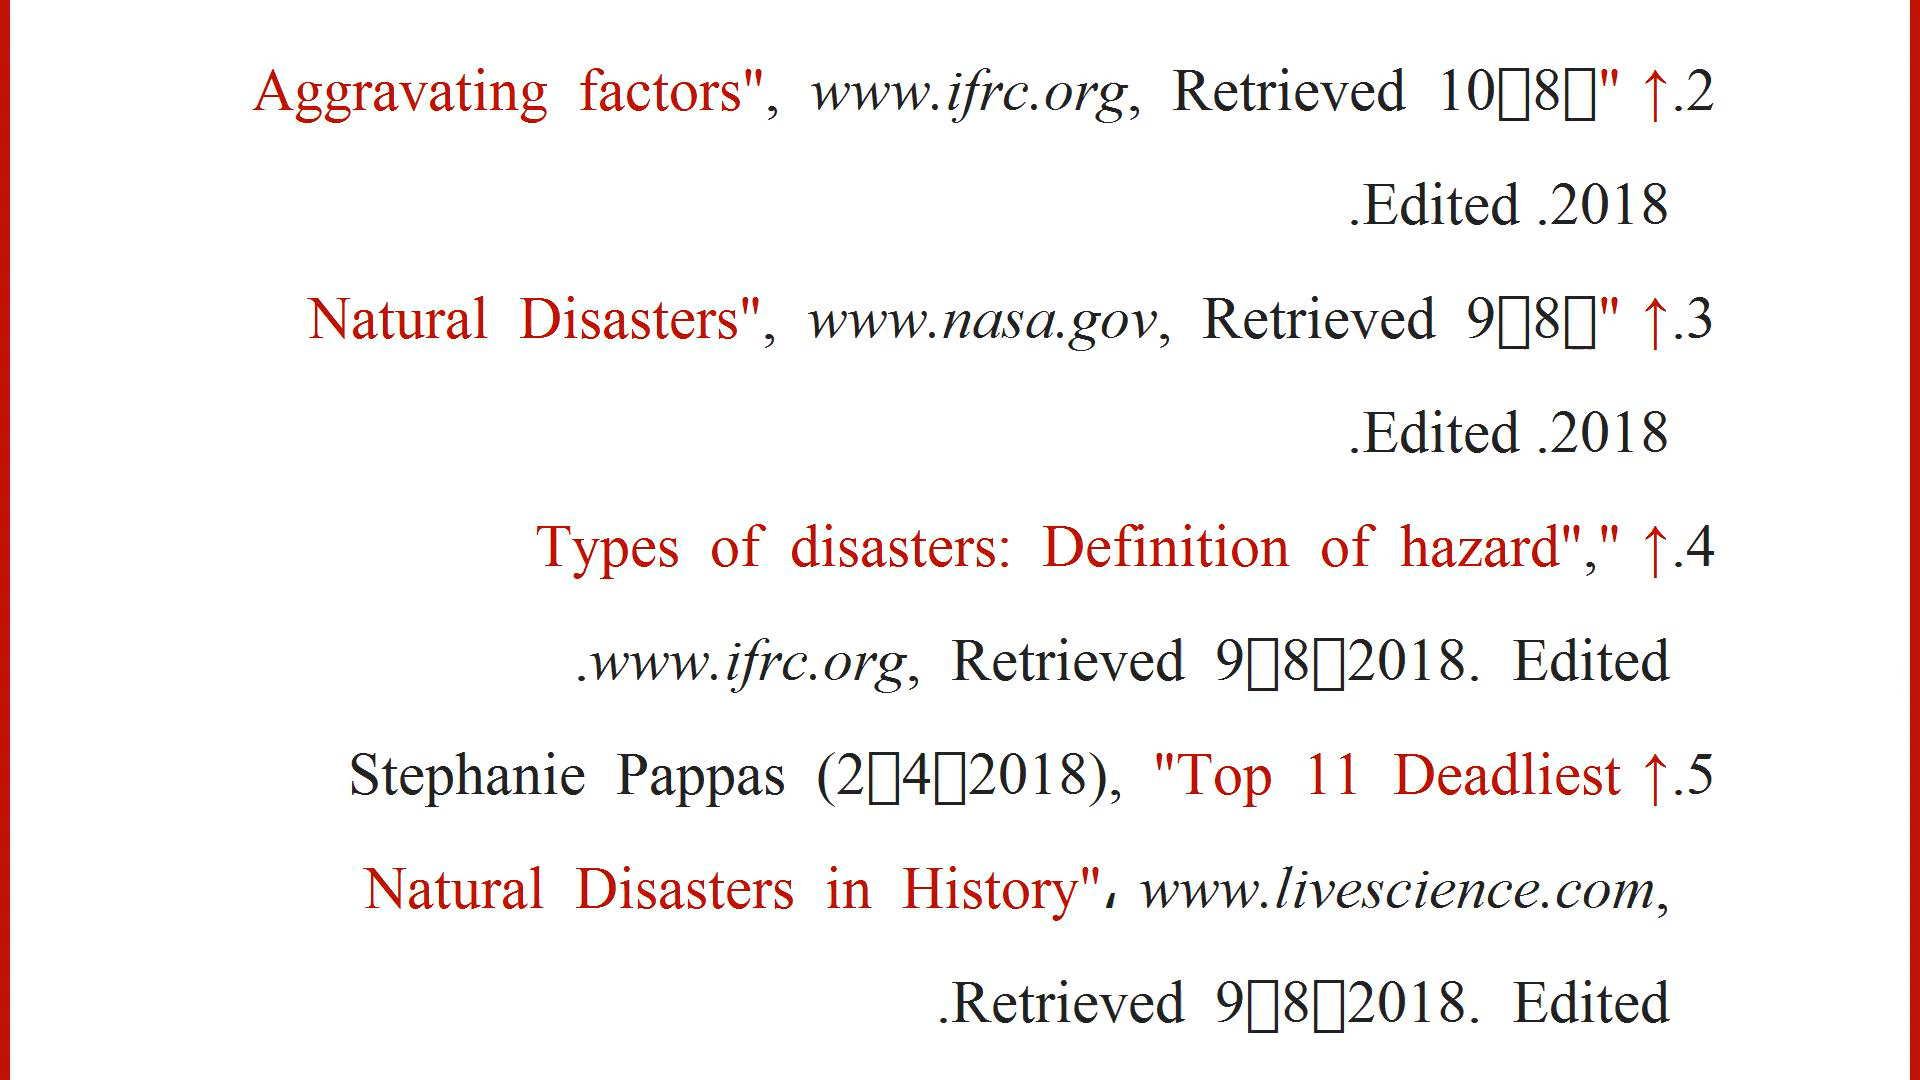 2.↑ "Aggravating factors", www.ifrc.org, Retrieved 10▯8▯
2018. Edited.
3.↑ "Natural Disasters", www.nasa.gov, Retrieved 9▯8▯
2018. Edited.
4.↑ "Types of disasters: Definition of hazard",
www.ifrc.org, Retrieved 9▯8▯2018. Edited.
5.↑ Stephanie Pappas (2▯4▯2018), "Top 11 Deadliest
Natural Disasters in History"، www.livescience.com,
Retrieved 9▯8▯2018. Edited.